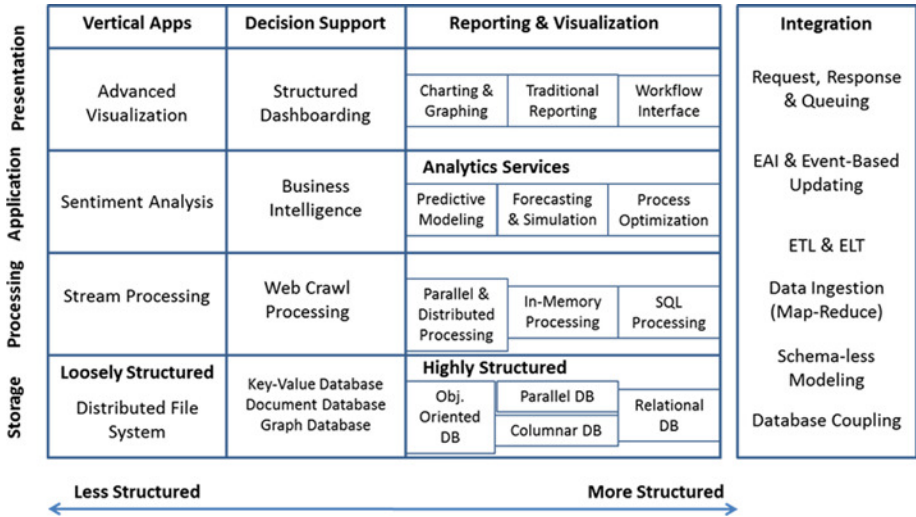 Vertical Apps
Decision Support
Reporting & Visualization
Integration
Presentation
Advanced
Visualization
Structured
Dashboarding
Charting &
Graphing
Traditional
Reporting
Workflow
Interface
Request, Response
& Queuing
Application
Sentiment Analysis
Business
Intelligence
Analytics Services
Predictive
Modeling
Forecasting
& Simulation
Process
Optimization
EAI & Event-Based
Updating
ETL & ELT
Processing
Stream Processing
Web Crawl
Processing
Parallel &
Distributed
Processing
In-Memory
Processing
SQL
Processing
Data Ingestion
(Map-Reduce)
Storage
Loosely Structured
Distributed File
System
Key-Value Database
Document Database
Graph Database
Highly Structured
Obj.
Oriented
DB
Parallel DB
Columnar DB
Relational
DB
Schema-less
Modeling
Database Coupling
Less Structured
More Structured